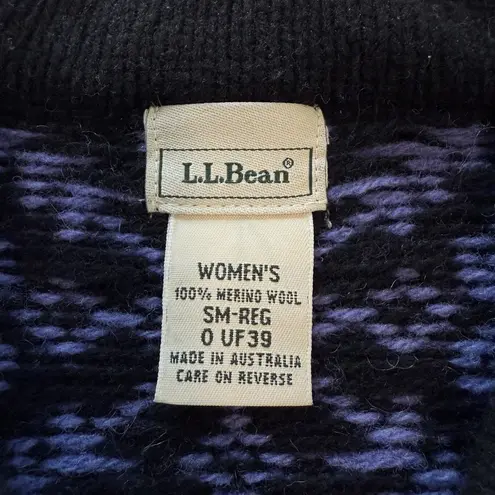 L.L.Bean®
WOMEN'S
100% MERINO WOOL
SM-REG
0 UF39
MADE IN AUSTRALIA
CARE ON REVERSE